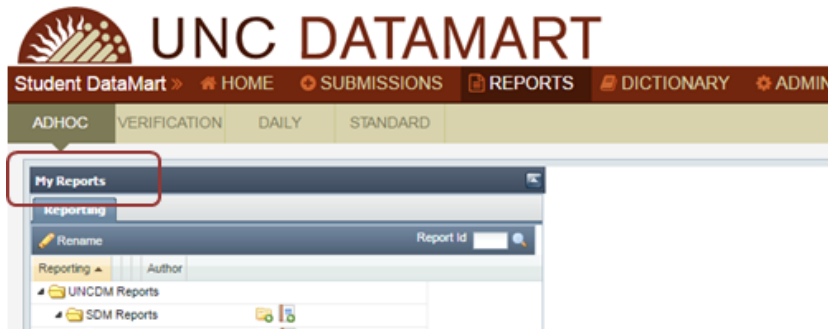 UNC DATAMART
Student DataMart » HOME SUBMISSIONS REPORTS DICTIONARY ADMIN
ADHOC VERIFICATION DAILY STANDARD
My Reports
Reporting
Rename Report Id
Reporting Author
UNCDM Reports
SDM Reports